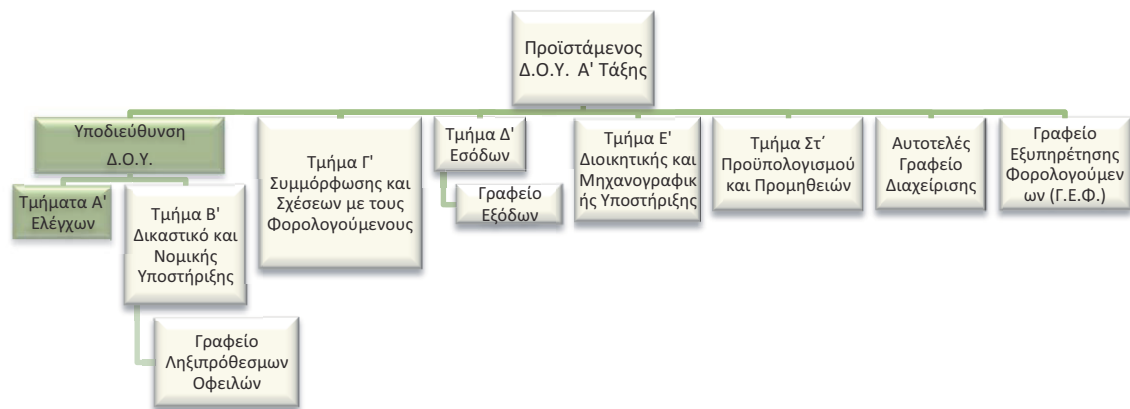 Προϊστάμενος
Δ.Ο.Υ. Α' Τάξης
Υποδιεύθυνση
Δ.Ο.Υ.
Τμήματα Α'
Ελέγχων
Τμήμα Β'
Δικαστικό και
Νομικής
Υποστήριξης
Γραφείο
Ληξιπρόθεσμων
Οφειλών
Τμήμα Γ'
Συμμόρφωσης και
Σχέσεων με τους
Φορολογούμενους
Τμήμα Δ'
Εσόδων
Γραφείο
Εξόδων
Τμήμα Ε'
Διοικητικής και
Μηχανογραφικ
ής Υποστήριξης
Τμήμα Στ΄
Προϋπολογισμού
και Προμηθειών
Αυτοτελές
Γραφείο
Διαχείρισης
Γραφείο
Εξυπηρέτησης
Φορολογούμεν
ων (Γ.Ε.Φ.)